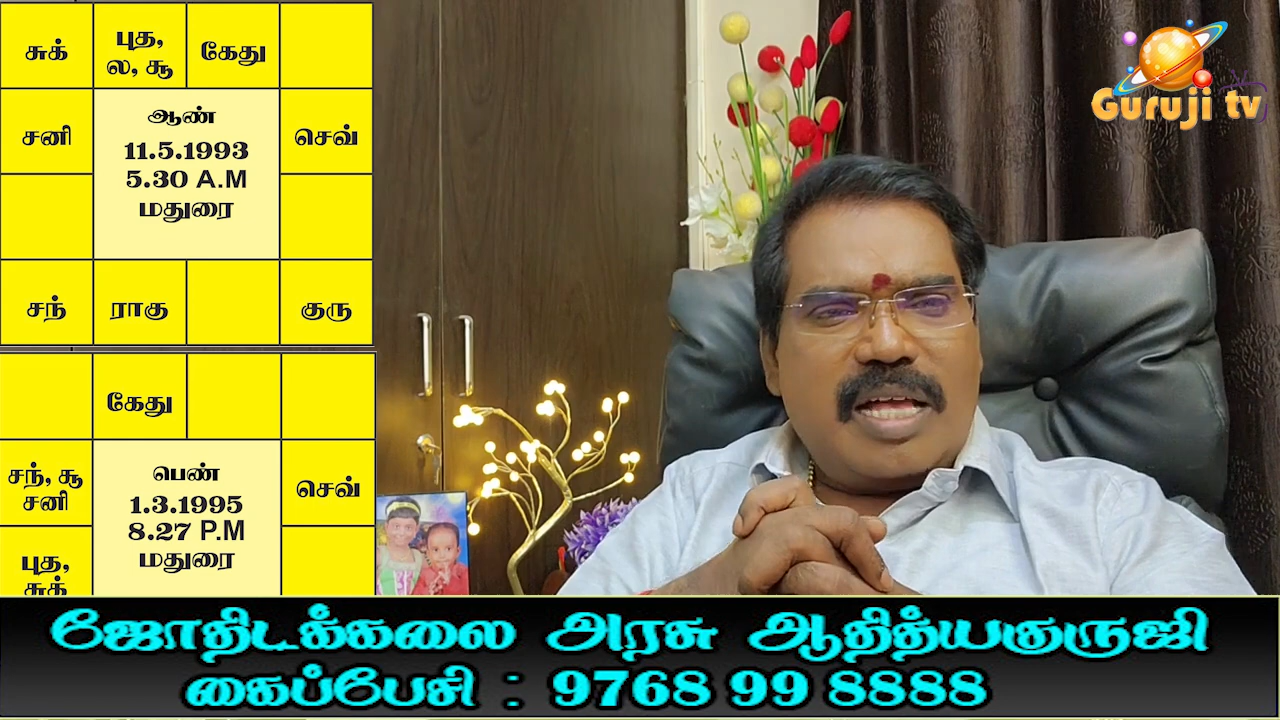 சுக்
புத,
ல, சூ
கேது
சனி
ஆண்
11.5.1993
5.30 A.M
மதுரை
செவ்
சந்
ராகு
குரு
Guruji tv
கேது
சந், சூ
சனி
பெண்
1.3.1995
8.27 P.M
மதுரை
செவ்
புத,
சுக்
ஜோதிடக்கலை அரசு ஆதித்யகுருஜி
கைப்பேசி : 9768 99 8888